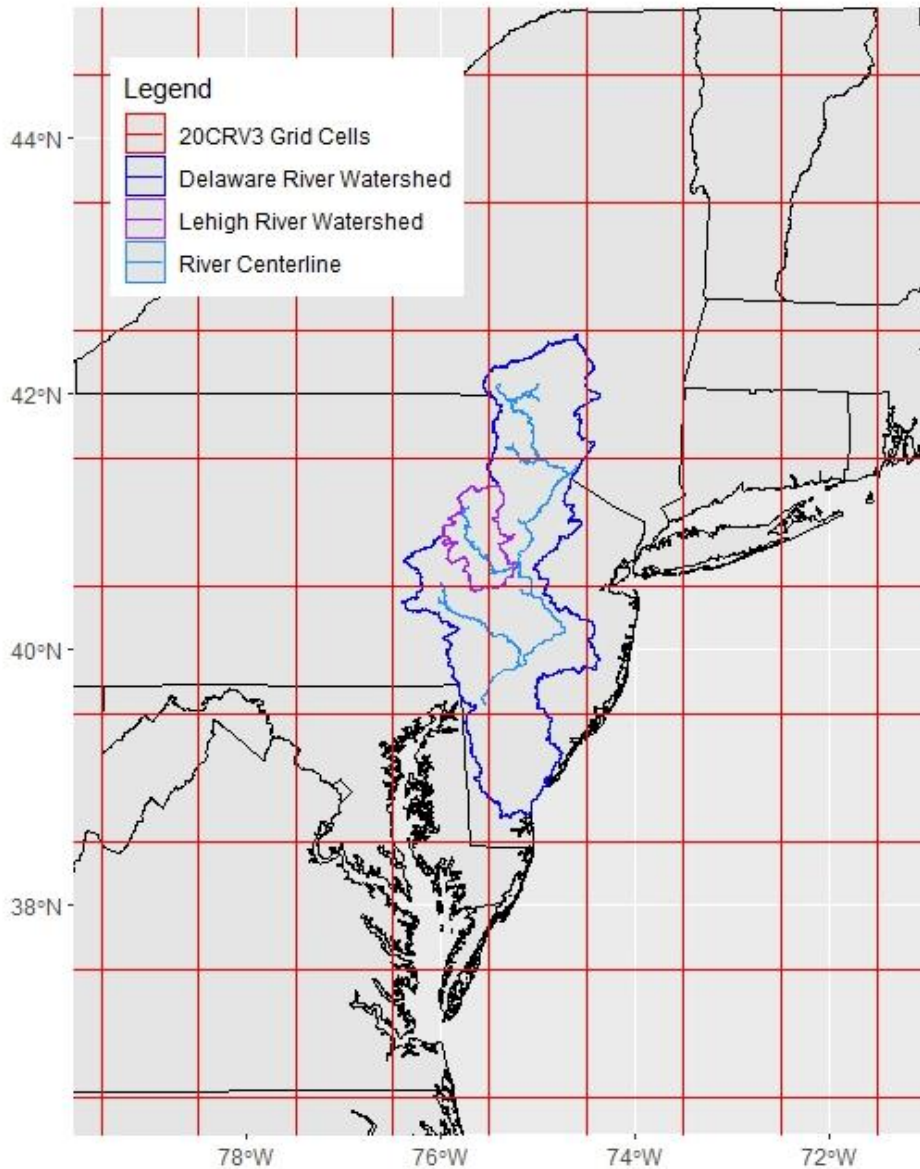 Legend
20CRV3 Grid Cells
Delaware River Watershed
Lehigh River Watershed
River Centerline
44°N
42°N
40°N
38°N
78°W 76°W 74°W 72°W